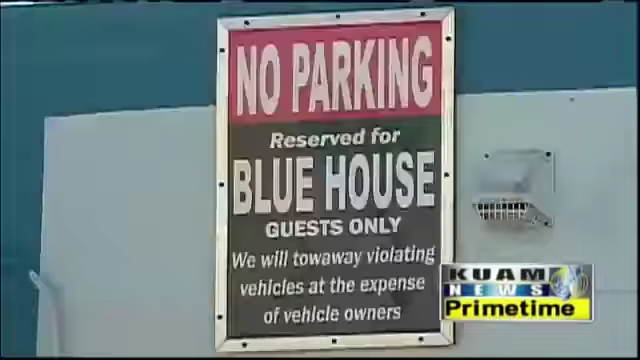 NO PARKING
Reserved for
BLUE HOUSE
GUESTS ONLY
We will towaway violating
vehicles at the expense
of vehicle owners
KUAM
NEWS
Primetime